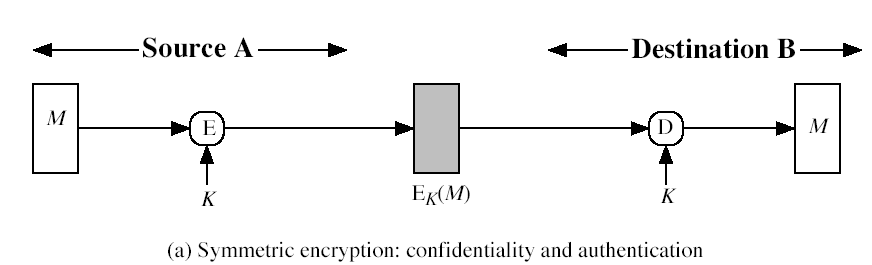 Source A Destination B
M E D M
K E_K(M) K
(a) Symmetric encryption: confidentiality and authentication